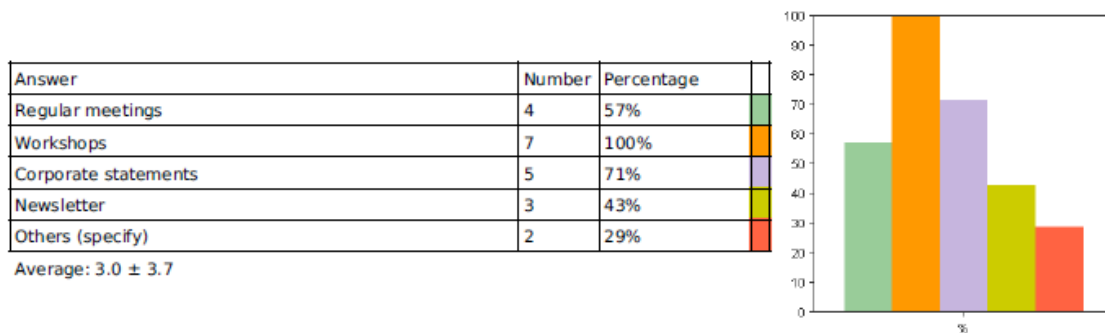 Answer Number Percentage
Regular meetings 4 57%
Workshops 7 100%
Corporate statements 5 71%
Newsletter 3 43%
Others (specify) 2 29%
Average: 3.0 ± 3.7
100
90
80
70
60
50
40
30
20
10
0
%